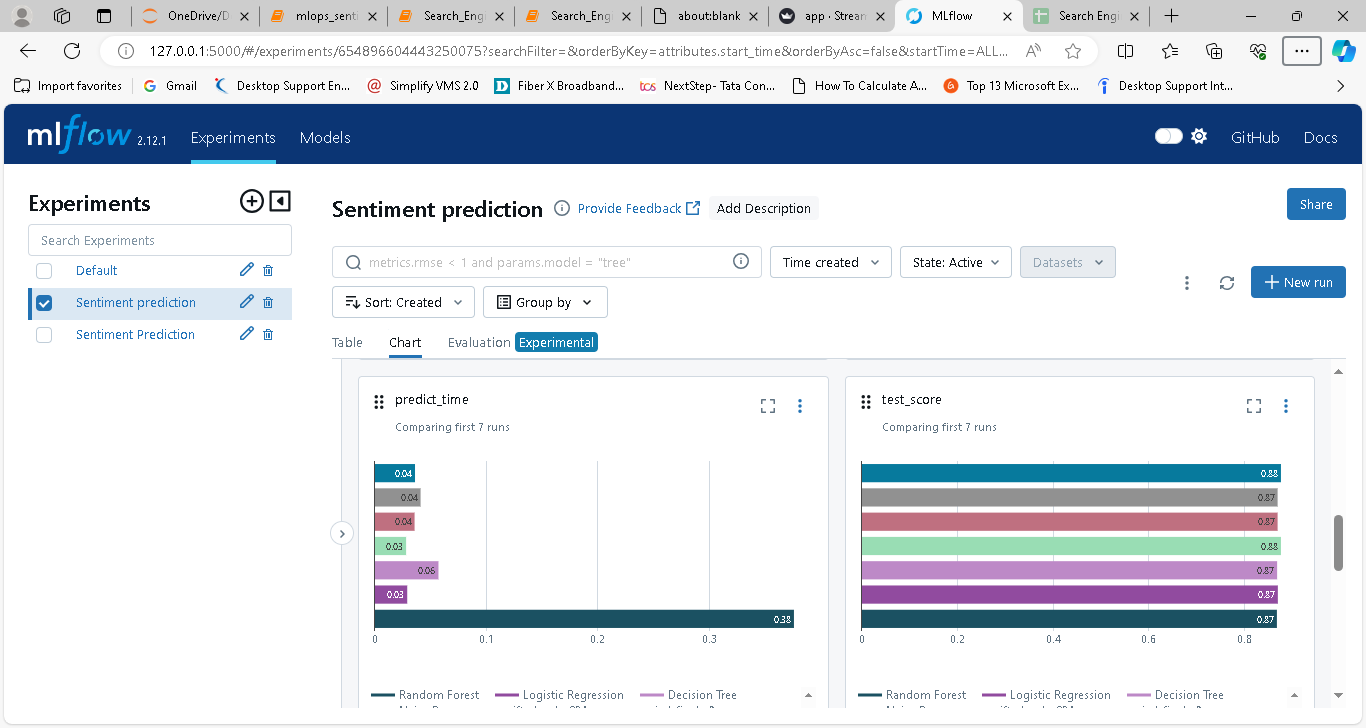 OneDrive/D
mlops_senti
Search_Engi
Search_Engi
about:blank
app · Stream
MLflow
Search Engi
127.0.0.1:5000/#/experiments/654896604443250075?searchFilter=&orderByKey=attributes.start_time&orderByAsc=false&startTime=ALL...
Import favorites
Gmail
Desktop Support En...
Simplify VMS 2.0
Fiber X Broadband...
tcs NextStep- Tata Con...
How To Calculate A...
Top 13 Microsoft Ex...
Desktop Support Int...
mlflow 2.12.1
Experiments
Models
GitHub
Docs
Experiments
Search Experiments
Default
Sentiment prediction
Sentiment Prediction
Sentiment prediction
Provide Feedback
Add Description
Share
metrics.rmse < 1 and params.model = "tree"
Time created
State: Active
Datasets
Sort: Created
Group by
New run
Table
Chart
Evaluation Experimental
predict_time
Comparing first 7 runs
0.04
0.04
0.04
0.03
0.06
0.03
0.38
0 0.1 0.2 0.3
Random Forest Logistic Regression Decision Tree
test_score
Comparing first 7 runs
0.88
0.87
0.87
0.88
0.87
0.87
0.87
0 0.2 0.4 0.6 0.8
Random Forest Logistic Regression Decision Tree